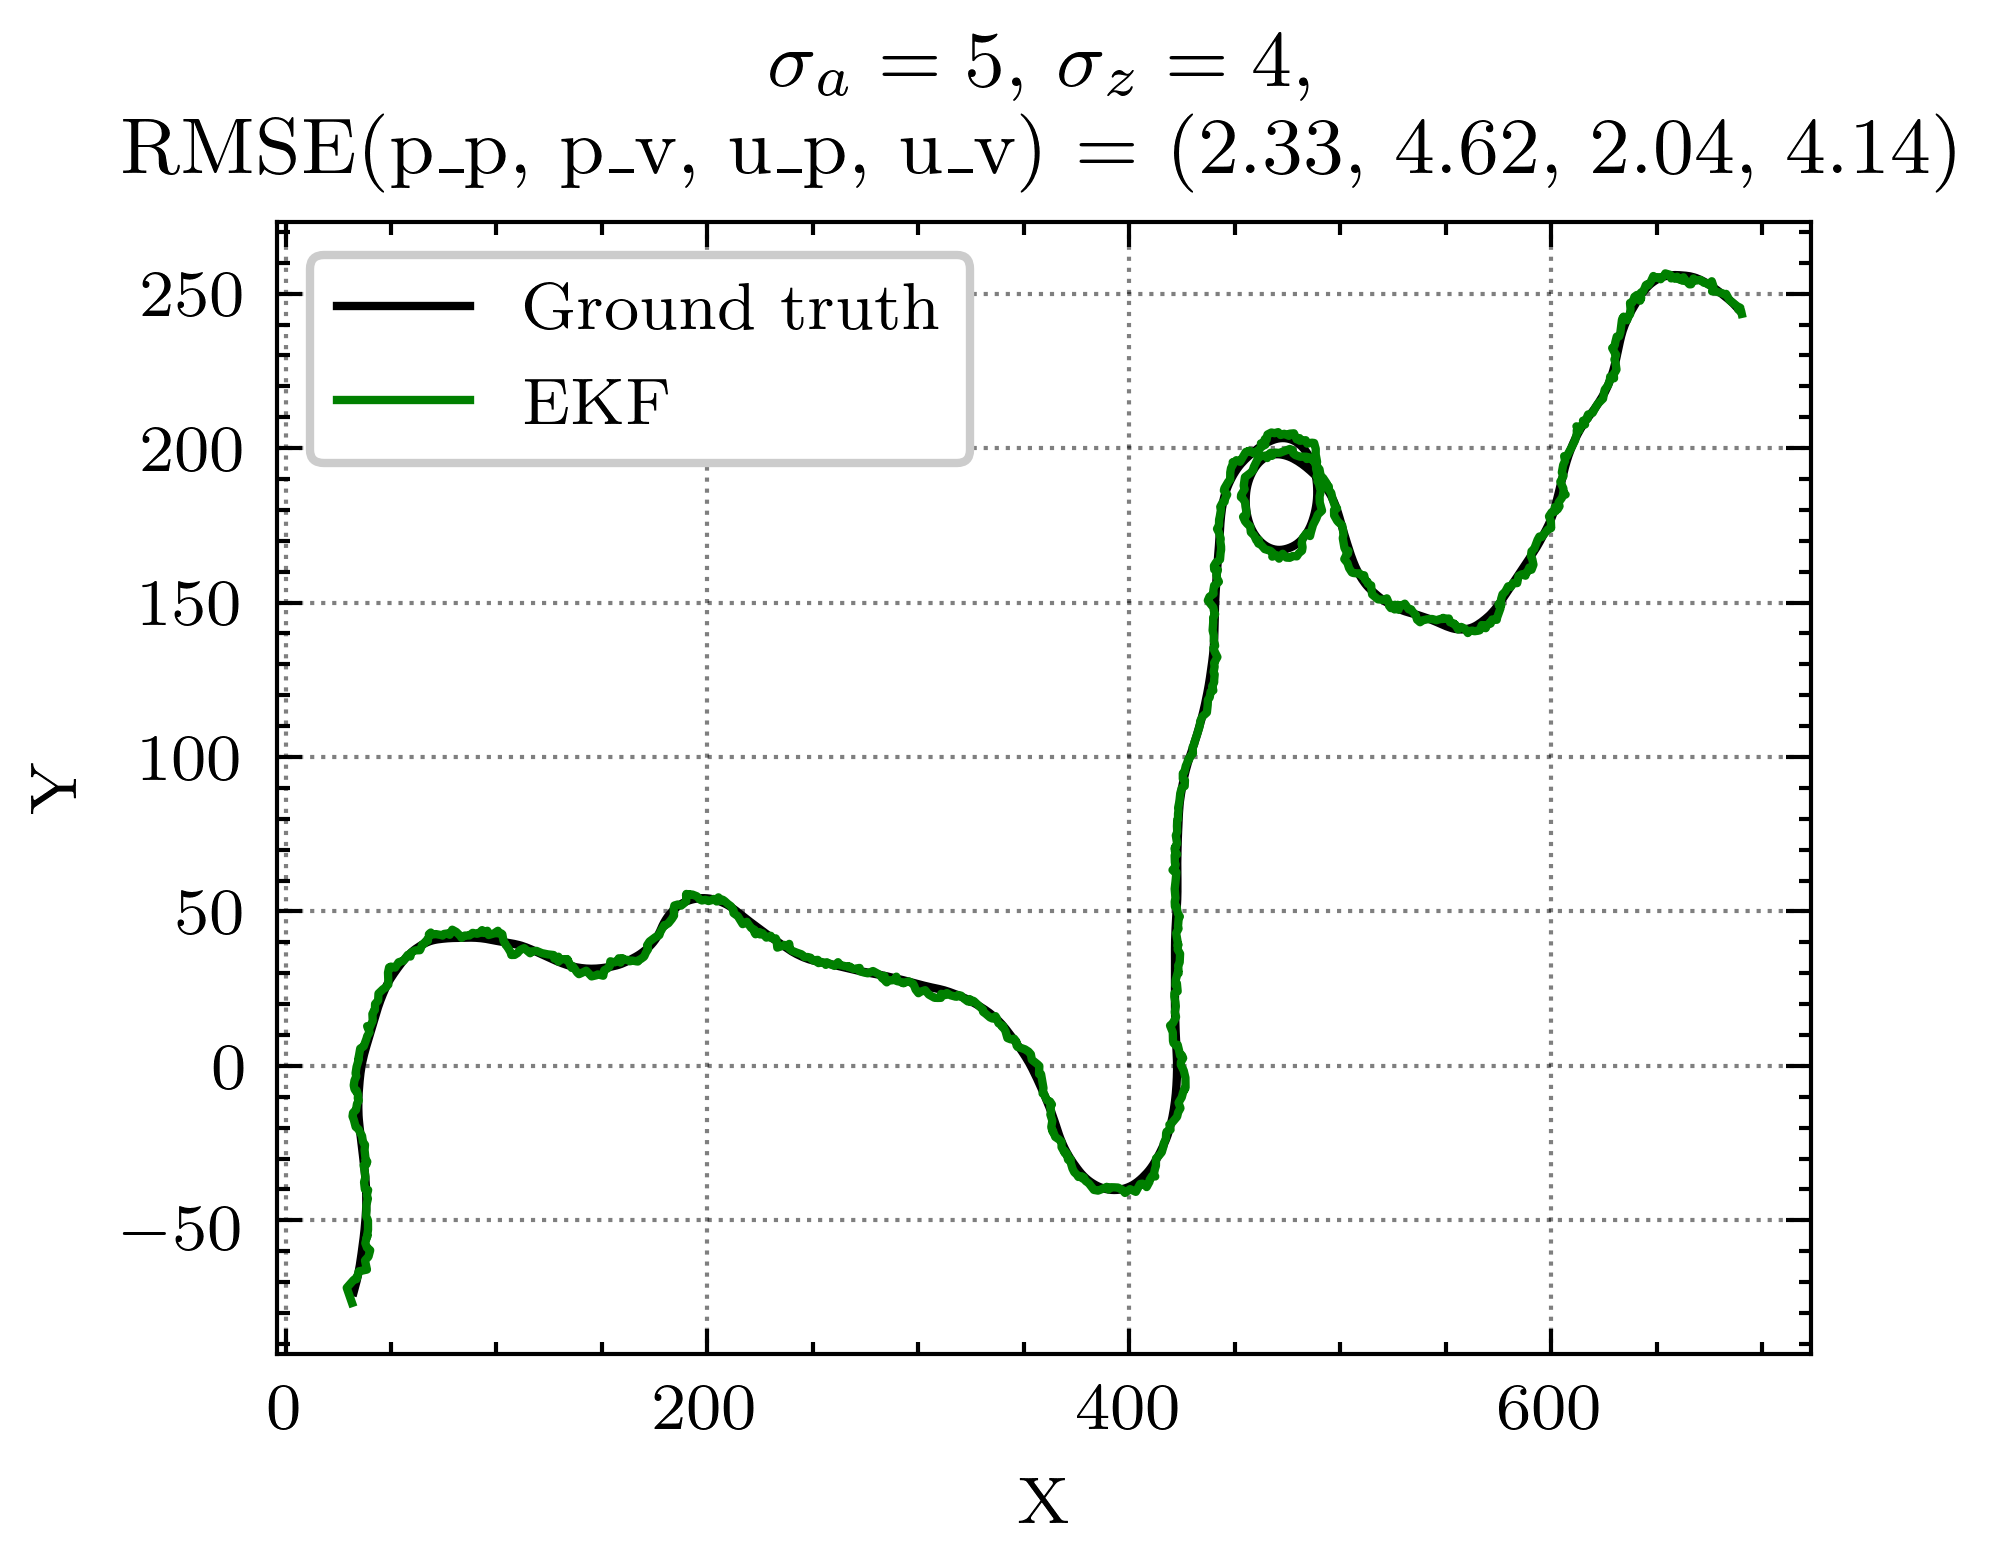 σₐ = 5, σ_z = 4,
RMSE(p_p, p_v, u_p, u_v) = (2.33, 4.62, 2.04, 4.14)
Ground truth
EKF
250
200
150
100
50
0
−50
Y
0 200 400 600
X